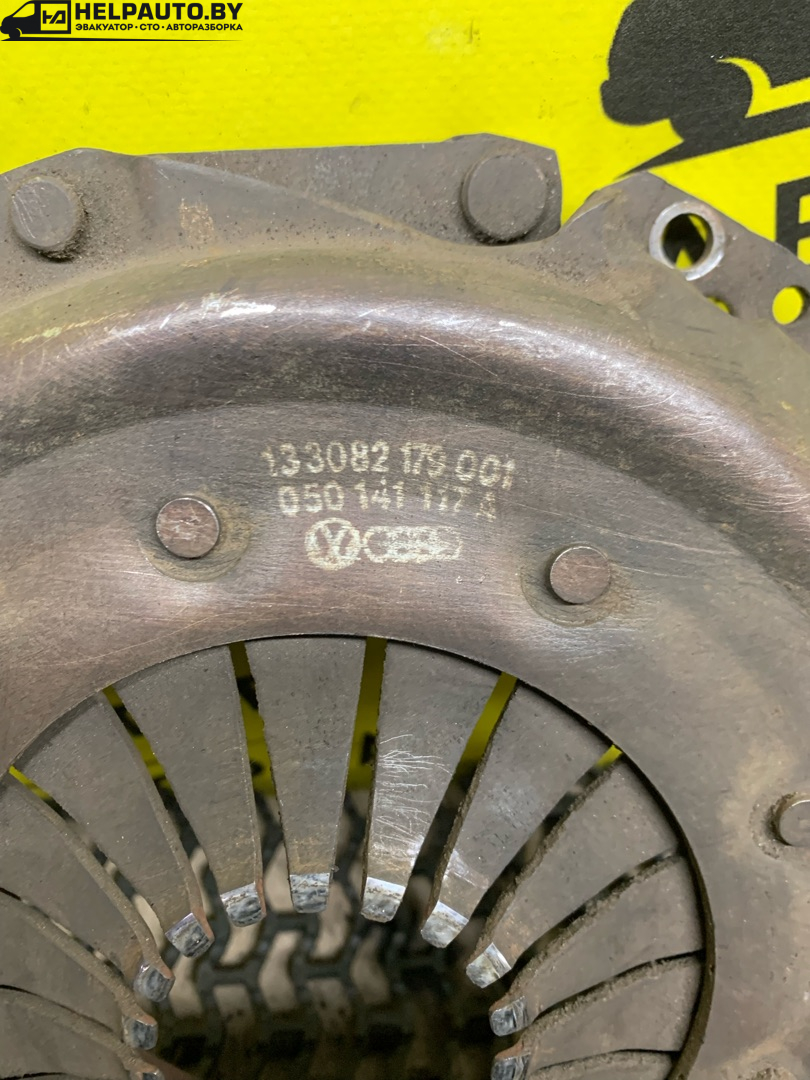 HELPAUTO.BY
ЭВАКУАТОР • СТО • АВТОРАЗБОРКА
133082 179 001
050 141 117 A